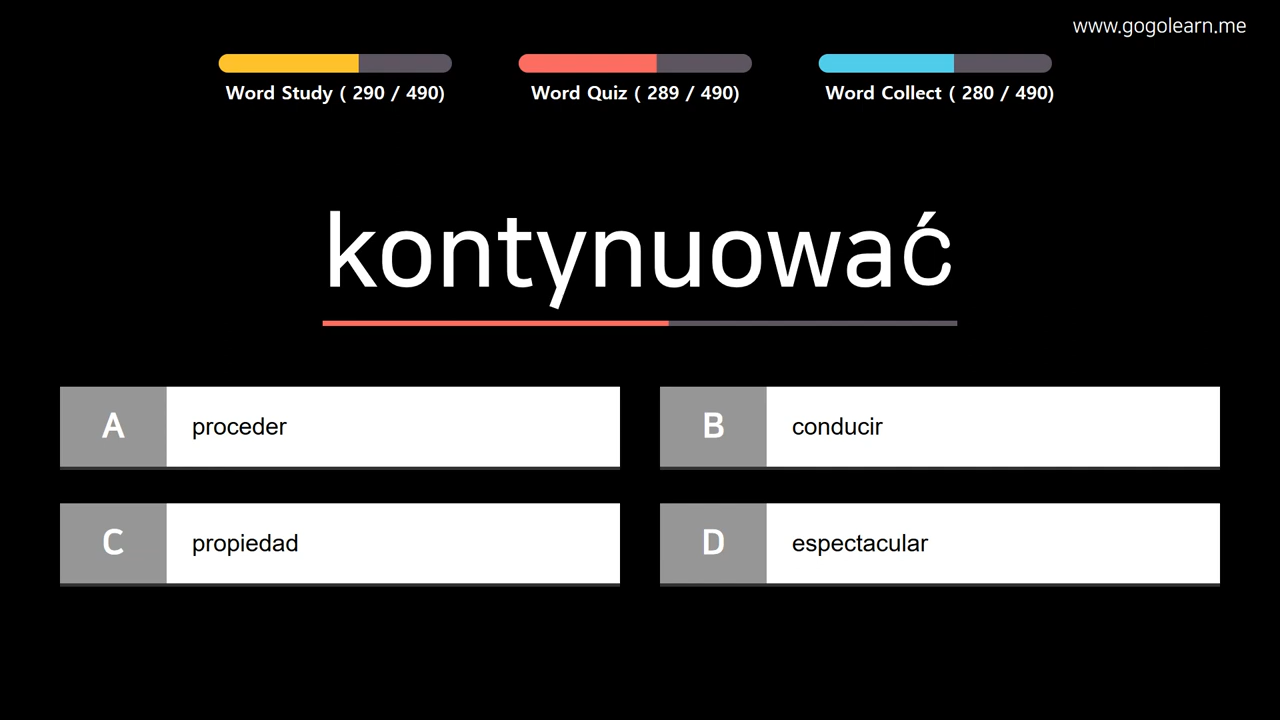 www.gogolearn.me
Word Study ( 290 / 490)
Word Quiz ( 289 / 490)
Word Collect ( 280 / 490)
kontynuować
A proceder
B conducir
C propiedad
D espectacular